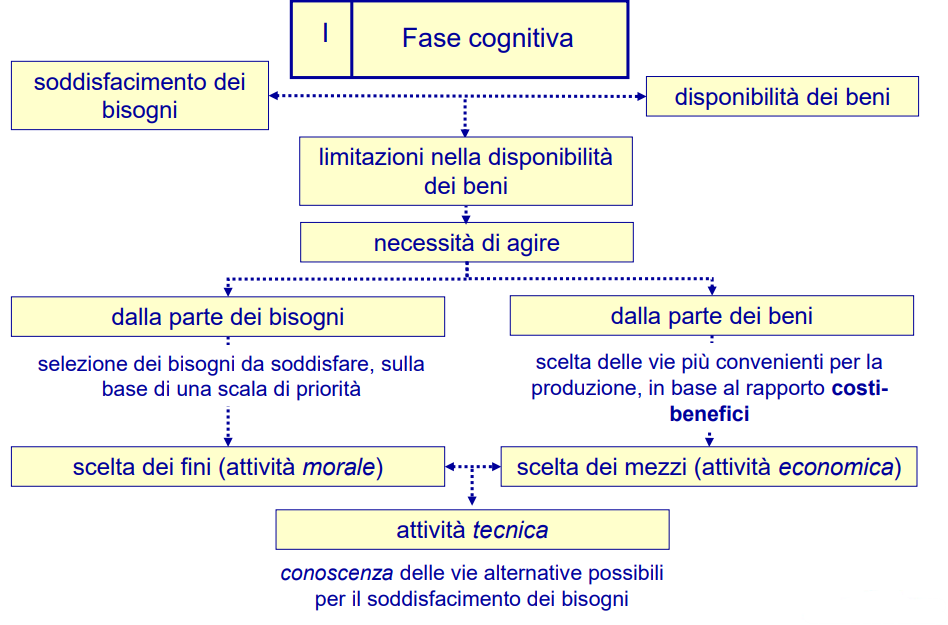 I
Fase cognitiva
soddisfacimento dei
bisogni
disponibilità dei beni
limitazioni nella disponibilità
dei beni
necessità di agire
dalla parte dei bisogni
dalla parte dei beni
selezione dei bisogni da soddisfare, sulla
base di una scala di priorità
scelta delle vie più convenienti per la
produzione, in base al rapporto costi-
benefici
scelta dei fini (attività morale)
scelta dei mezzi (attività economica)
attività tecnica
conoscenza delle vie alternative possibili
per il soddisfacimento dei bisogni